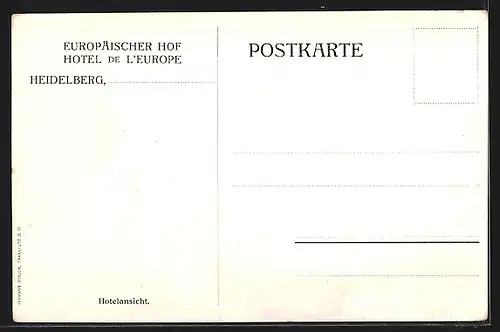 EUROPÄISCHER HOF
HOTEL DE L'EUROPE
HEIDELBERG,
POSTKARTE
Hotelansicht.